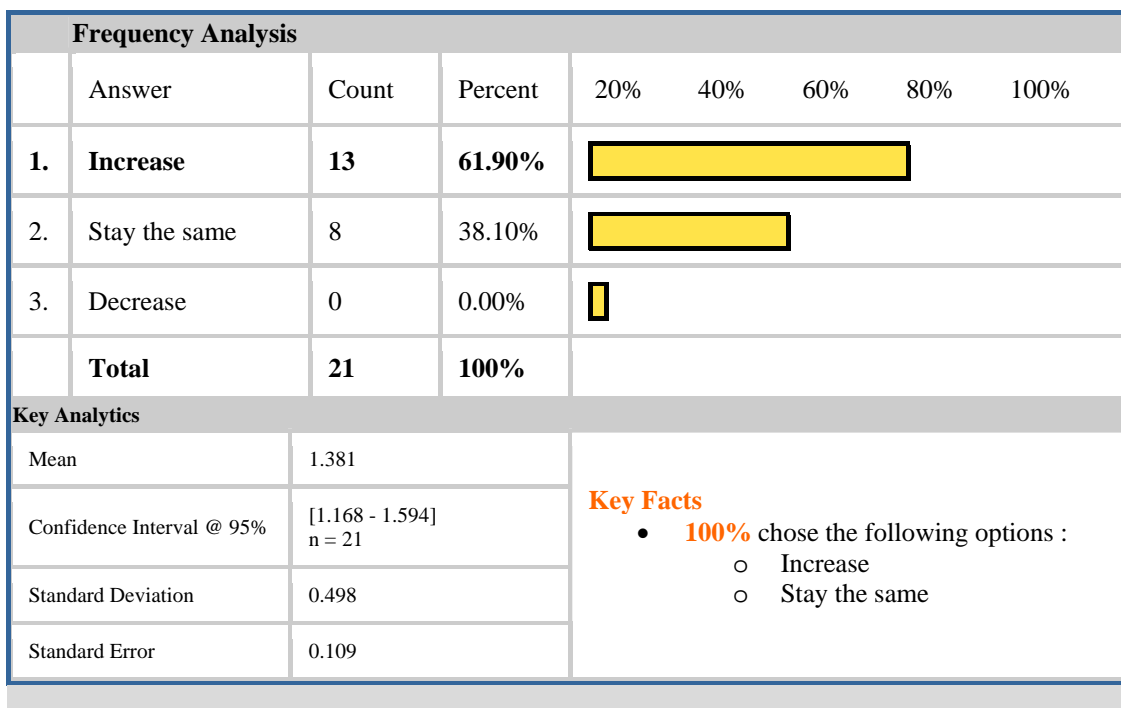 Frequency Analysis
Answer Count Percent 20% 40% 60% 80% 100%
1. Increase 13 61.90%
2. Stay the same 8 38.10%
3. Decrease 0 0.00%
Total 21 100%
Key Analytics
Mean 1.381
Confidence Interval @ 95% [1.168 - 1.594]
n = 21
Standard Deviation 0.498
Standard Error 0.109
Key Facts
• 100% chose the following options :
o Increase
o Stay the same